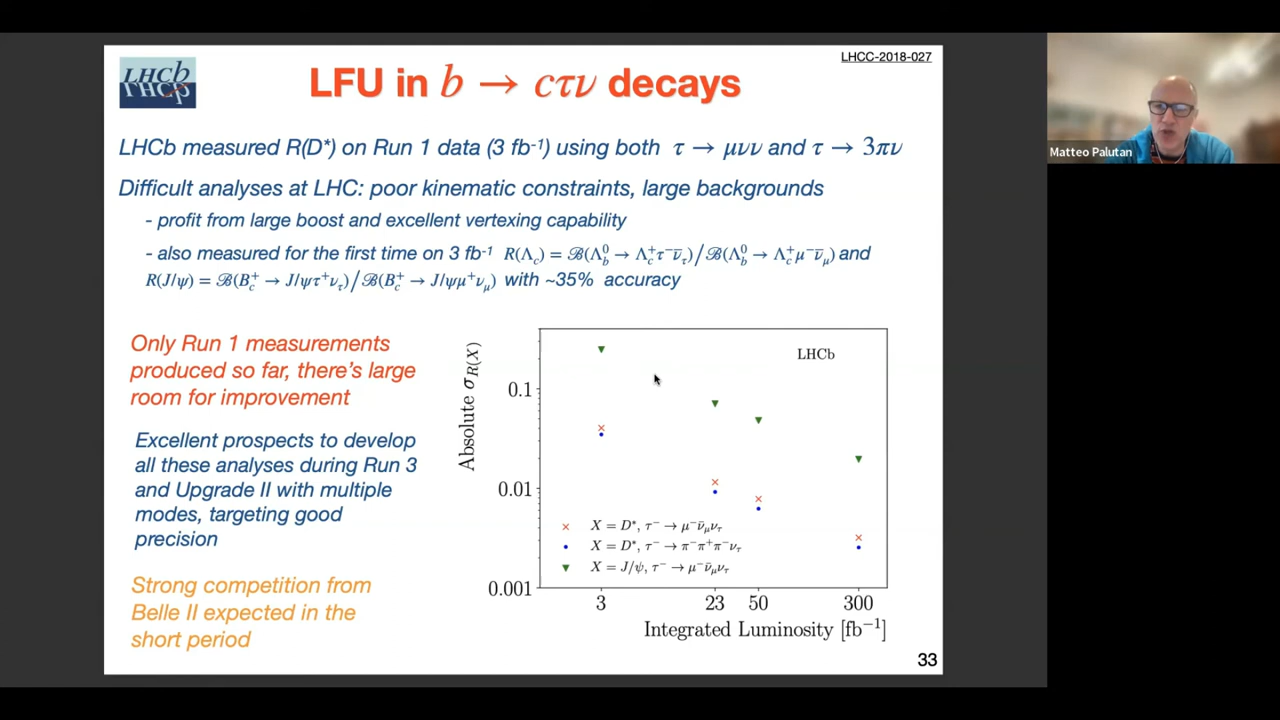 LHCC-2018-027
LHCb
LHCp
LFU in b → cτν decays
LHCb measured R(D*) on Run 1 data (3 fb-1) using both τ → μνν and τ → 3πν
Difficult analyses at LHC: poor kinematic constraints, large backgrounds
- profit from large boost and excellent vertexing capability
- also measured for the first time on 3 fb-1 R(Λc) = ℬ(Λb⁰ → Λc⁺τ⁻ν̅τ)/ℬ(Λb⁰ → Λc⁺μ⁻ν̅μ) and
R(J/ψ) = ℬ(Bc⁺ → J/ψτ⁺ντ)/ℬ(Bc⁺ → J/ψμ⁺νμ) with ~35% accuracy
Only Run 1 measurements
produced so far, there's large
room for improvement
Excellent prospects to develop
all these analyses during Run 3
and Upgrade II with multiple
modes, targeting good
precision
Strong competition from
Belle II expected in the
short period
Absolute σR(X)
LHCb
0.1
0.01
0.001
X = D*, τ⁻ → μ⁻ν̄μντ
X = D*, τ⁻ → π⁻π⁺π⁻ντ
X = J/ψ, τ⁻ → μ⁻ν̄μντ
3 23 50 300
Integrated Luminosity [fb⁻¹]
33
Matteo Palutan